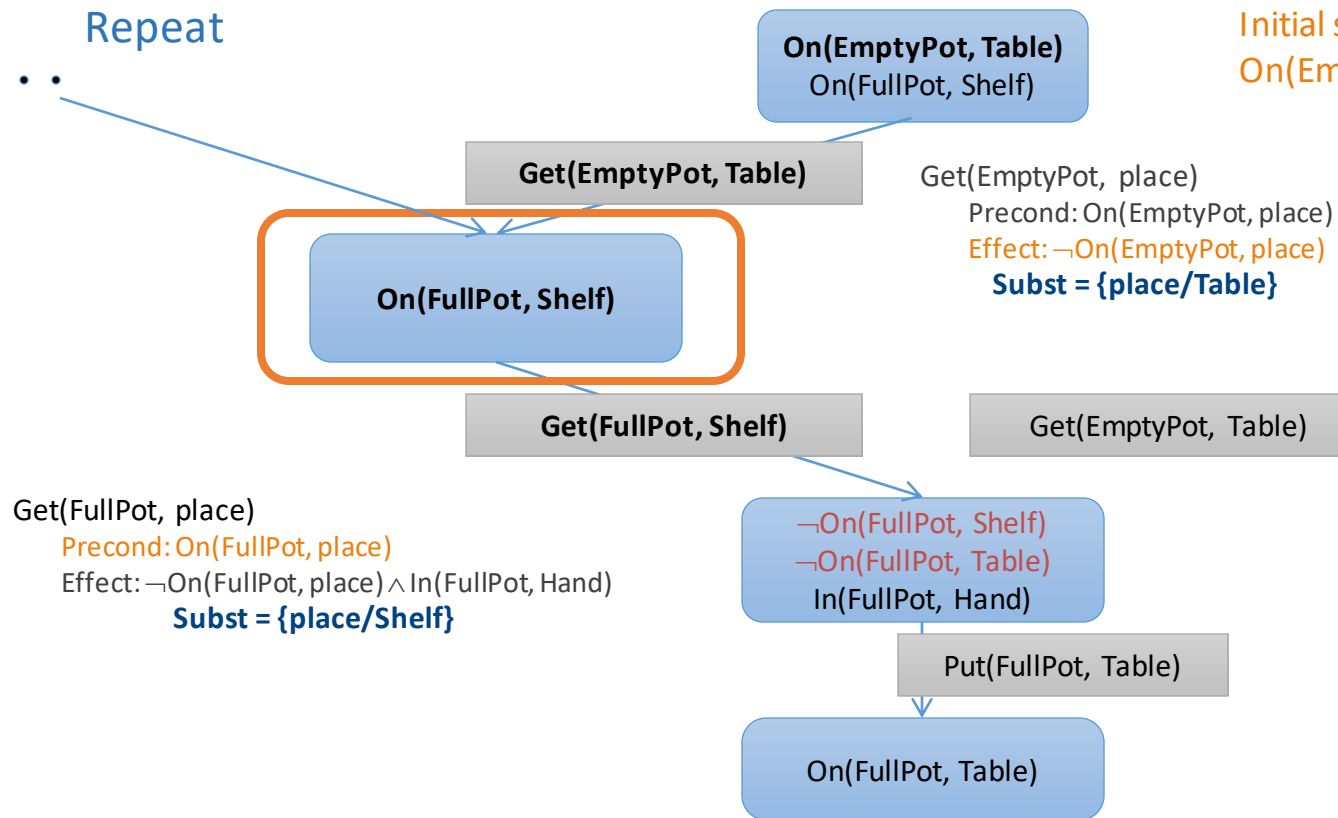 Repeat
On(EmptyPot, Table)
On(FullPot, Shelf)
Initial
Get(EmptyPot, Table)
Get(EmptyPot, place)
Precond: On(EmptyPot, place)
Effect: ¬On(EmptyPot, place)
Subst = {place/Table}
On(FullPot, Shelf)
Get(FullPot, Shelf)
Get(EmptyPot, Table)
Get(FullPot, place)
Precond: On(FullPot, place)
Effect: ¬On(FullPot, place) ∧ In(FullPot, Hand)
Subst = {place/Shelf}
¬On(FullPot, Shelf)
¬On(FullPot, Table)
In(FullPot, Hand)
Put(FullPot, Table)
On(FullPot, Table)